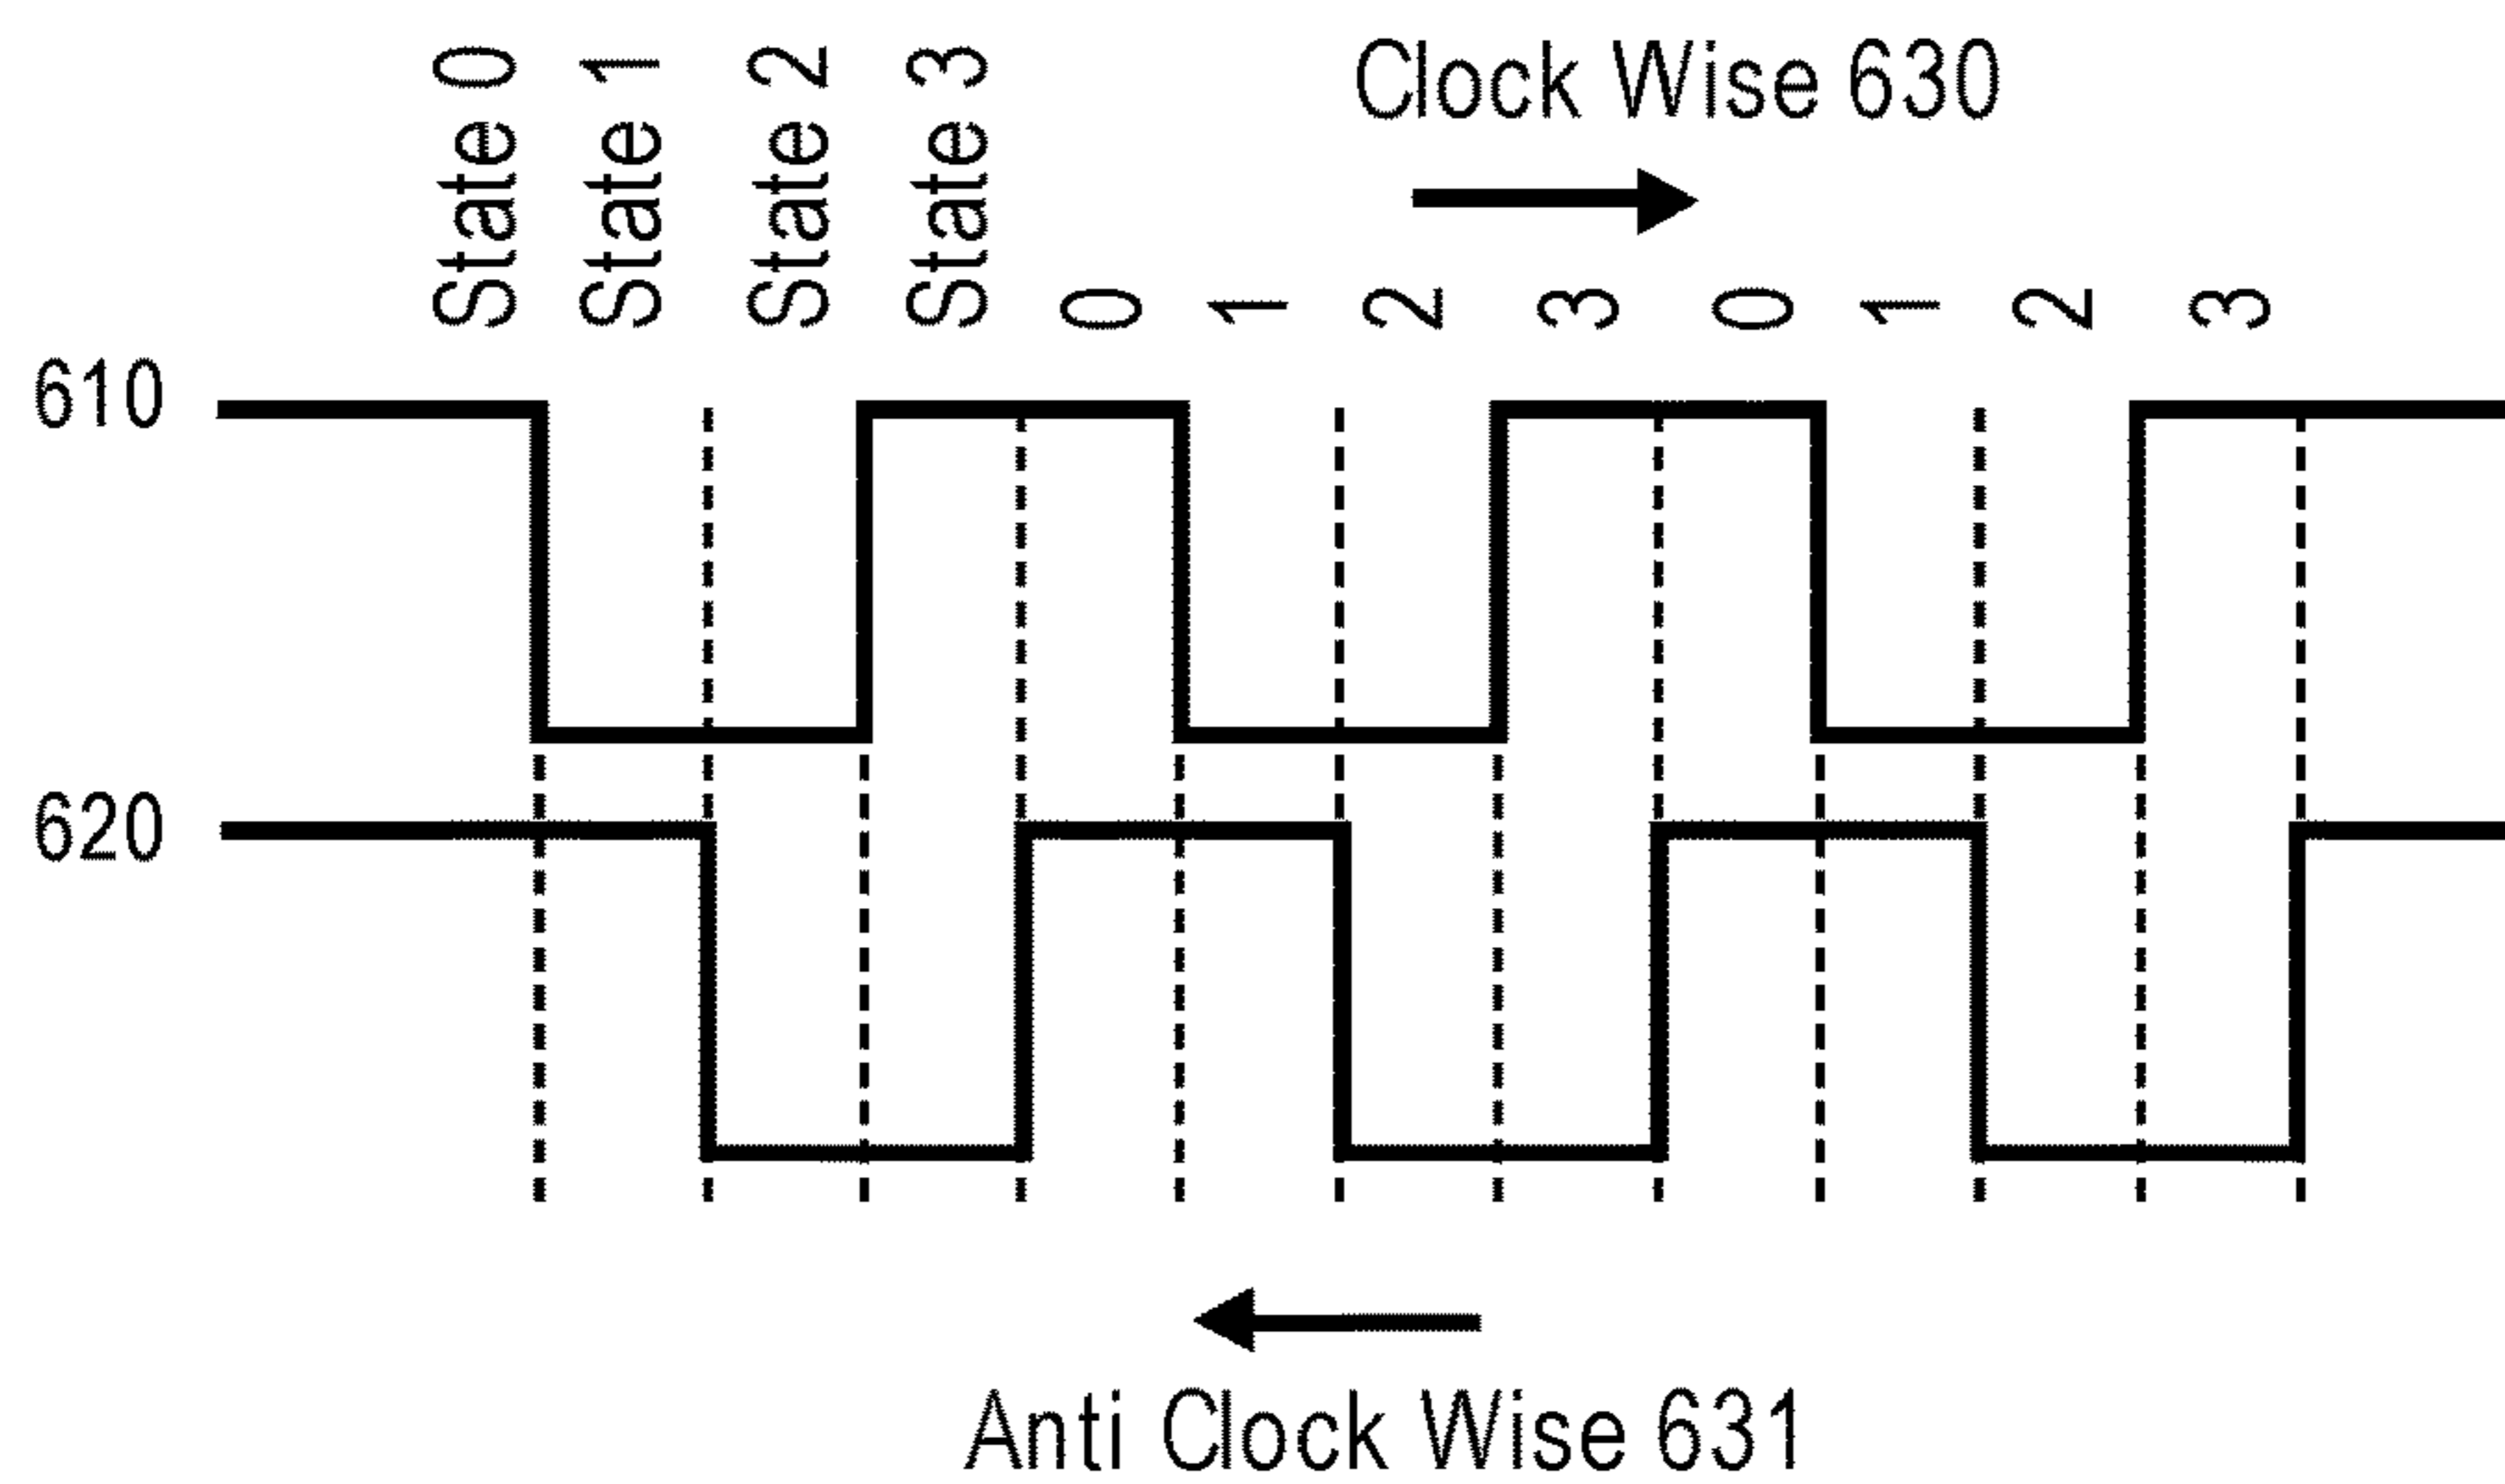 State 0
State 1
State 2
State 3
Clock Wise 630
0
1
2
3
0
1
2
3
610
620
Anti Clock Wise 631